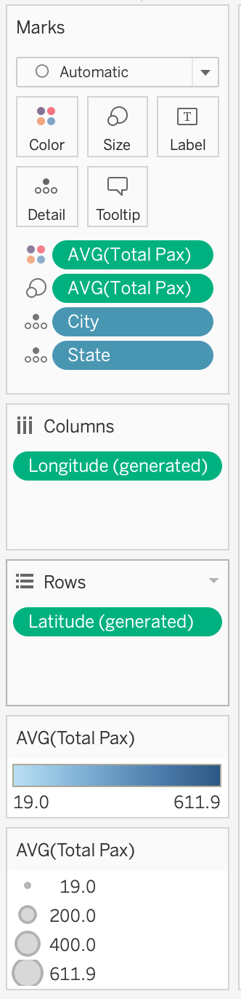 Marks
Automatic
Color
Size
T
Label
Detail
Tooltip
AVG(Total Pax)
AVG(Total Pax)
City
State
Columns
Longitude (generated)
Rows
Latitude (generated)
AVG(Total Pax)
19.0 611.9
AVG(Total Pax)
19.0
200.0
400.0
611.9